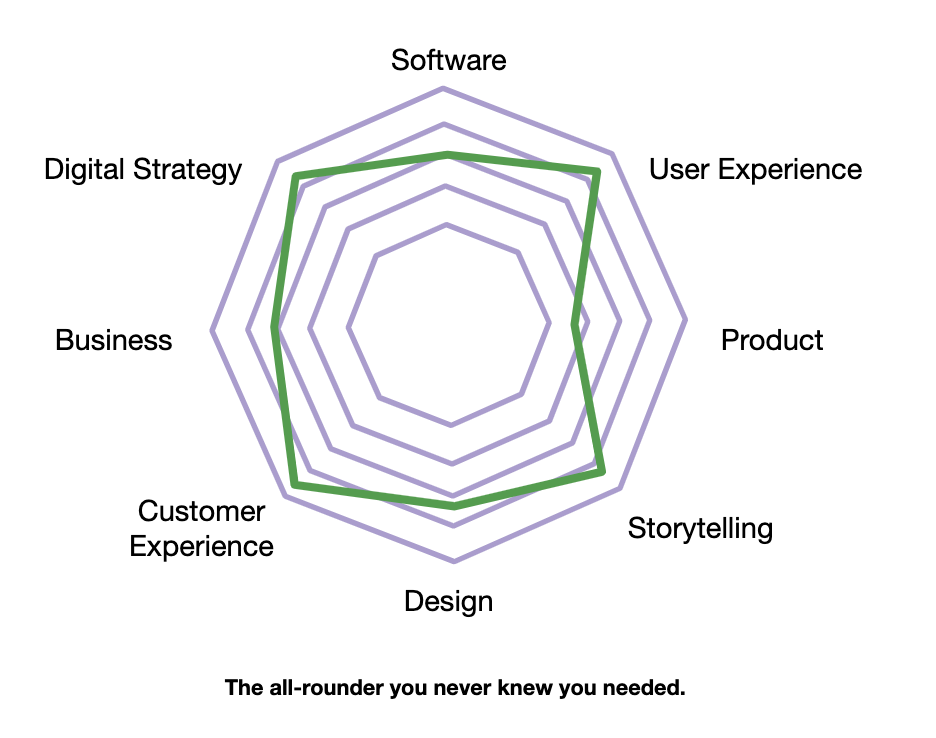 Software
Digital Strategy
User Experience
Business
Product
Customer
Experience
Storytelling
Design
The all-rounder you never knew you needed.